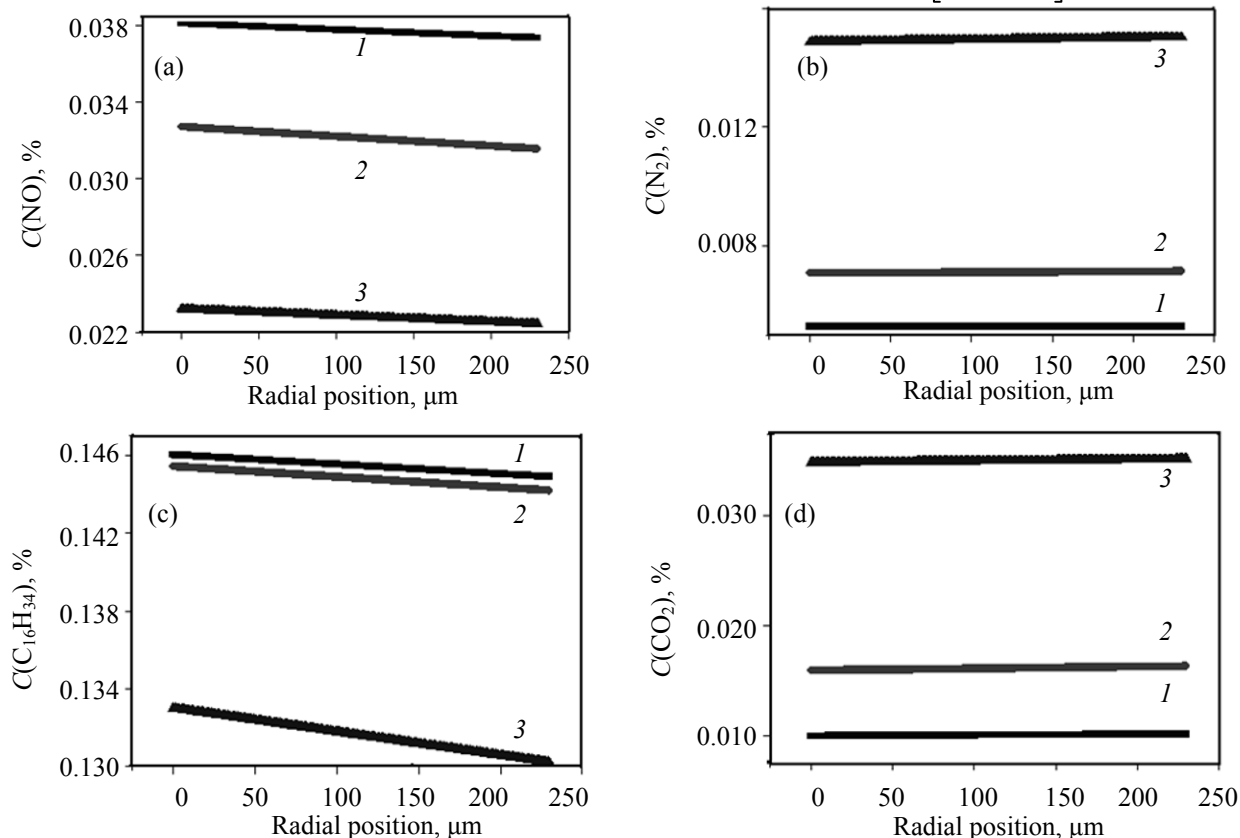 (a)
C(NO), %
0.038
0.034
0.030
0.026
0.022
1
2
3
0 50 100 150 200 250
Radial position, μm
(b)
C(N₂), %
0.012
0.008
3
2
1
0 50 100 150 200 250
Radial position, μm
(c)
C(C₁₆H₃₄), %
0.146
0.142
0.138
0.134
0.130
1
2
3
0 50 100 150 200 250
Radial position, μm
(d)
C(CO₂), %
0.030
0.020
0.010
3
2
1
0 50 100 150 200 250
Radial position, μm